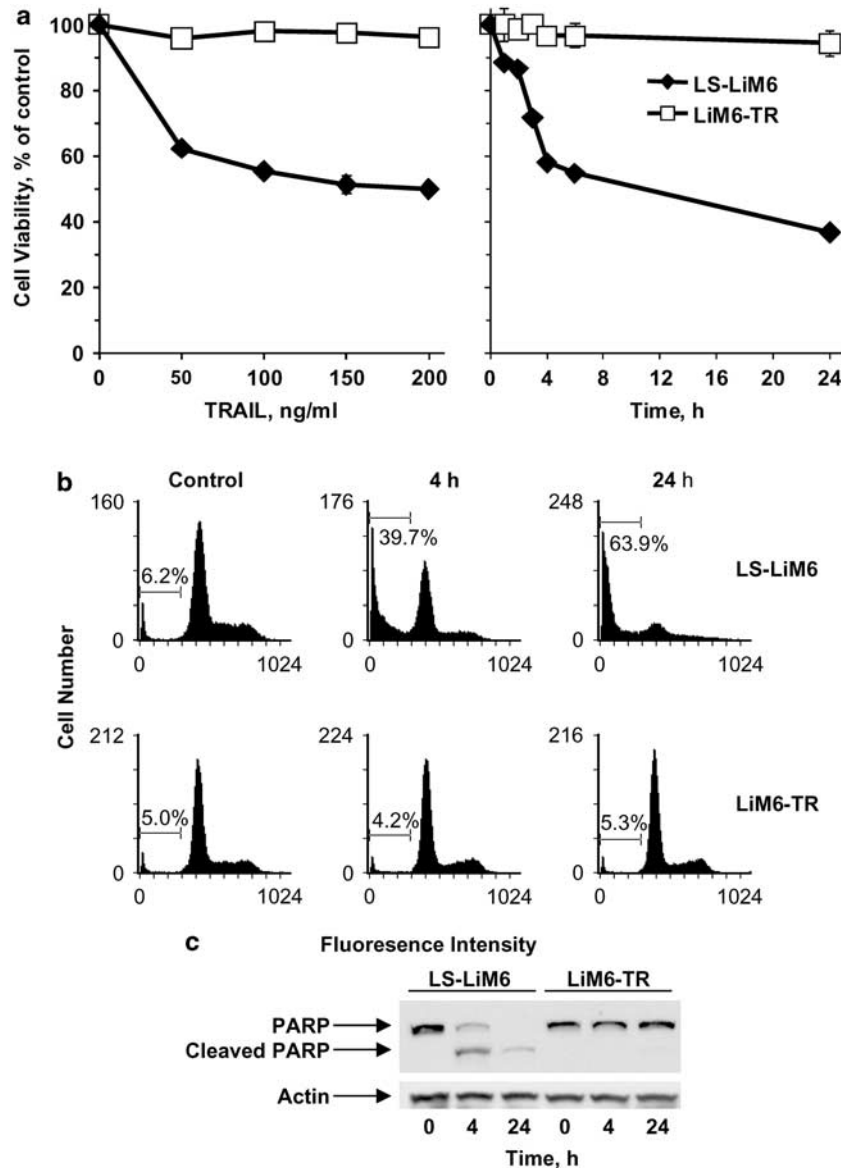 a
100
80
60
40
20
0
Cell Viability, % of control
0 50 100 150 200
TRAIL, ng/ml
LS-LiM6
LiM6-TR
0 4 8 12 16 20 24
Time, h
b
Control 4 h 24 h
160 176 248
6.2% 39.7% 63.9%
LS-LiM6
0 0 0
0 1024 0 1024 0 1024
Cell Number
212 224 216
5.0% 4.2% 5.3%
LiM6-TR
0 0 0
0 1024 0 1024 0 1024
Fluoresence Intensity
c
LS-LiM6 LiM6-TR
PARP
Cleaved PARP
Actin
0 4 24 0 4 24
Time, h